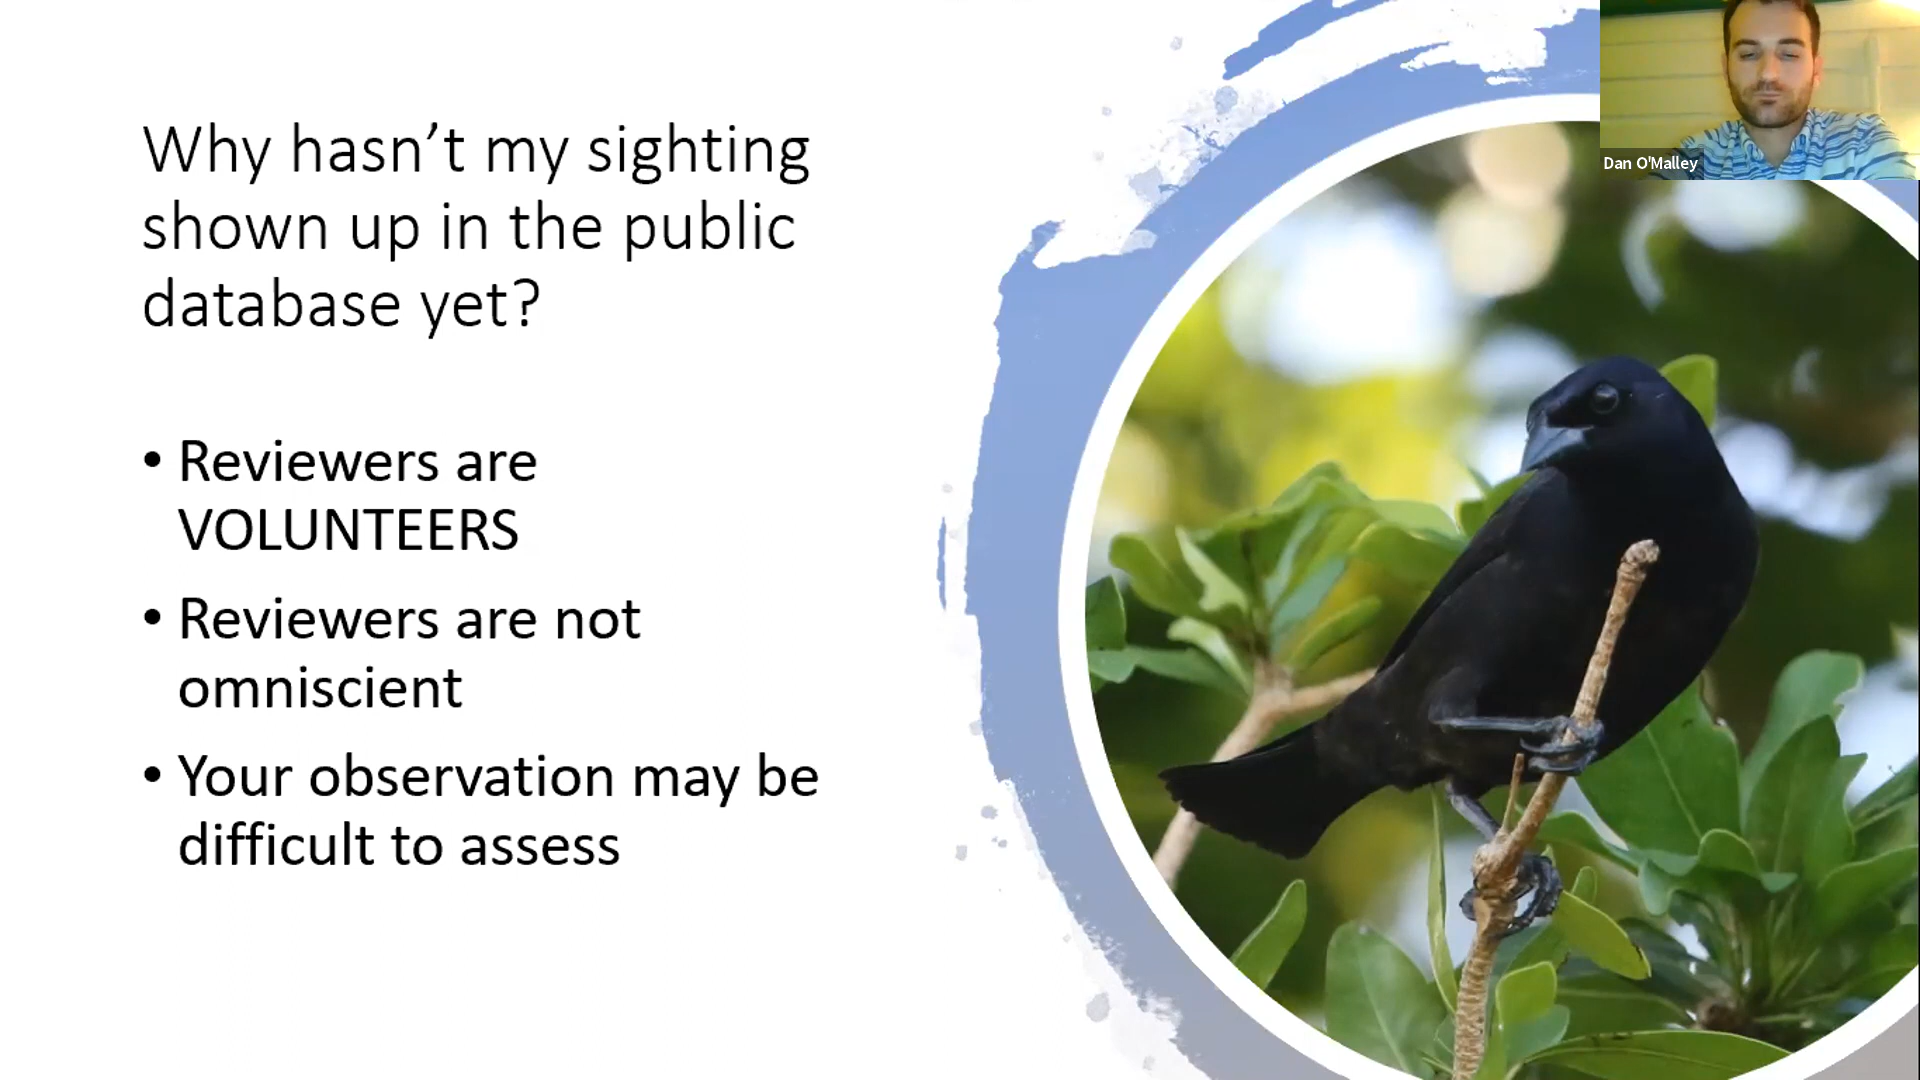 Why hasn’t my sighting
shown up in the public
database yet?
• Reviewers are
VOLUNTEERS
• Reviewers are not
omniscient
• Your observation may be
difficult to assess
Dan O'Malley